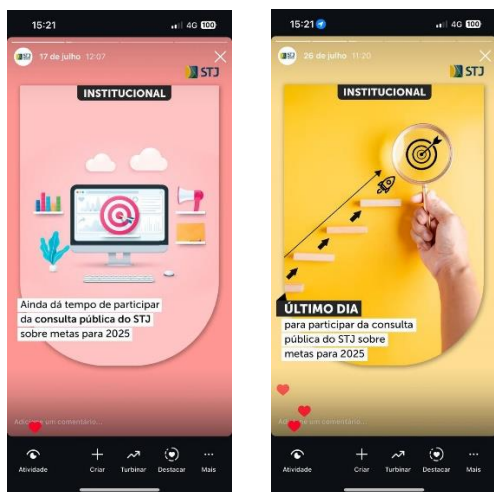 15:21
4G 100
17 de julho 12:07
STJ
INSTITUCIONAL
Ainda dá tempo de participar
da consulta pública do STJ
sobre metas para 2025
Adicione um comentário...
Atividade
Criar
Turbinar
Destacar
Mais
15:21
4G 100
26 de julho 11:20
STJ
INSTITUCIONAL
ÚLTIMO DIA
para participar da consulta
pública do STJ sobre
metas para 2025
Atividade
Criar
Turbinar
Destacar
Mais